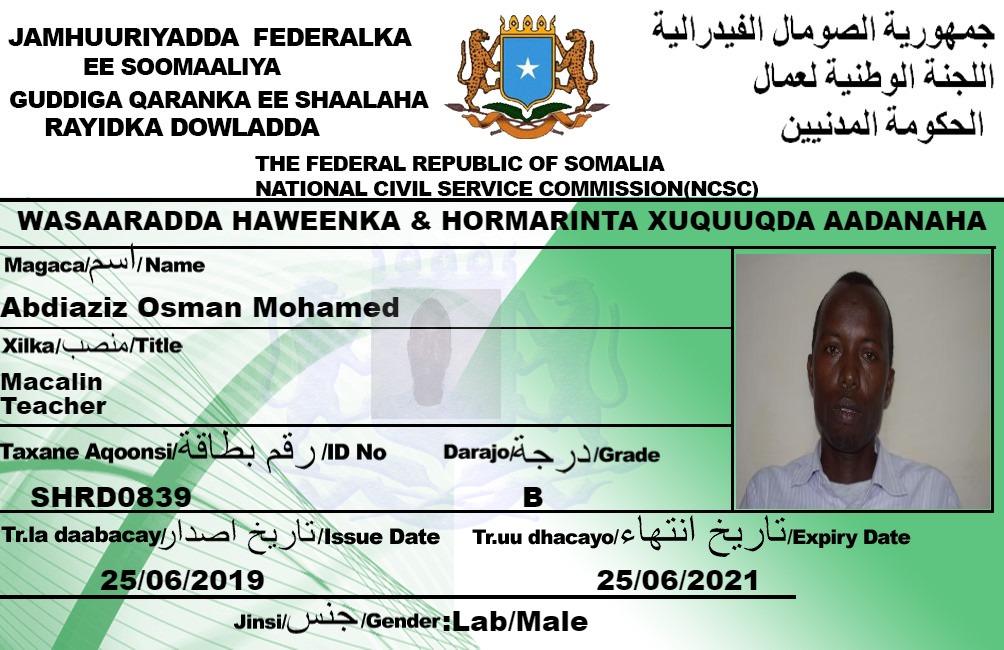 JAMHUURIYADDA FEDERALKA
EE SOOMAALIYA
GUDDIGA QARANKA EE SHAALAHA
RAYIDKA DOWLADDA
جمهورية الصومال الفيدرالية
اللجنة الوطنية لعمال
الحكومة المدنيين
THE FEDERAL REPUBLIC OF SOMALIA
NATIONAL CIVIL SERVICE COMMISSION(NCSC)
WASAARADDA HAWEENKA & HORMARINTA XUQUUQDA AADANAHA
Magaca/اسم/Name
Abdiaziz Osman Mohamed
Xilka/منصب/Title
Macalin
Teacher
Taxane Aqoonsi/رقم بطاقة/ID No
SHRD0839
Darajo/درجة/Grade
B
Tr.la daabacay/تاريخ اصدار/Issue Date
25/06/2019
Tr.uu dhacayo/تاريخ انتهاء/Expiry Date
25/06/2021
Jinsi/جنس/Gender:Lab/Male